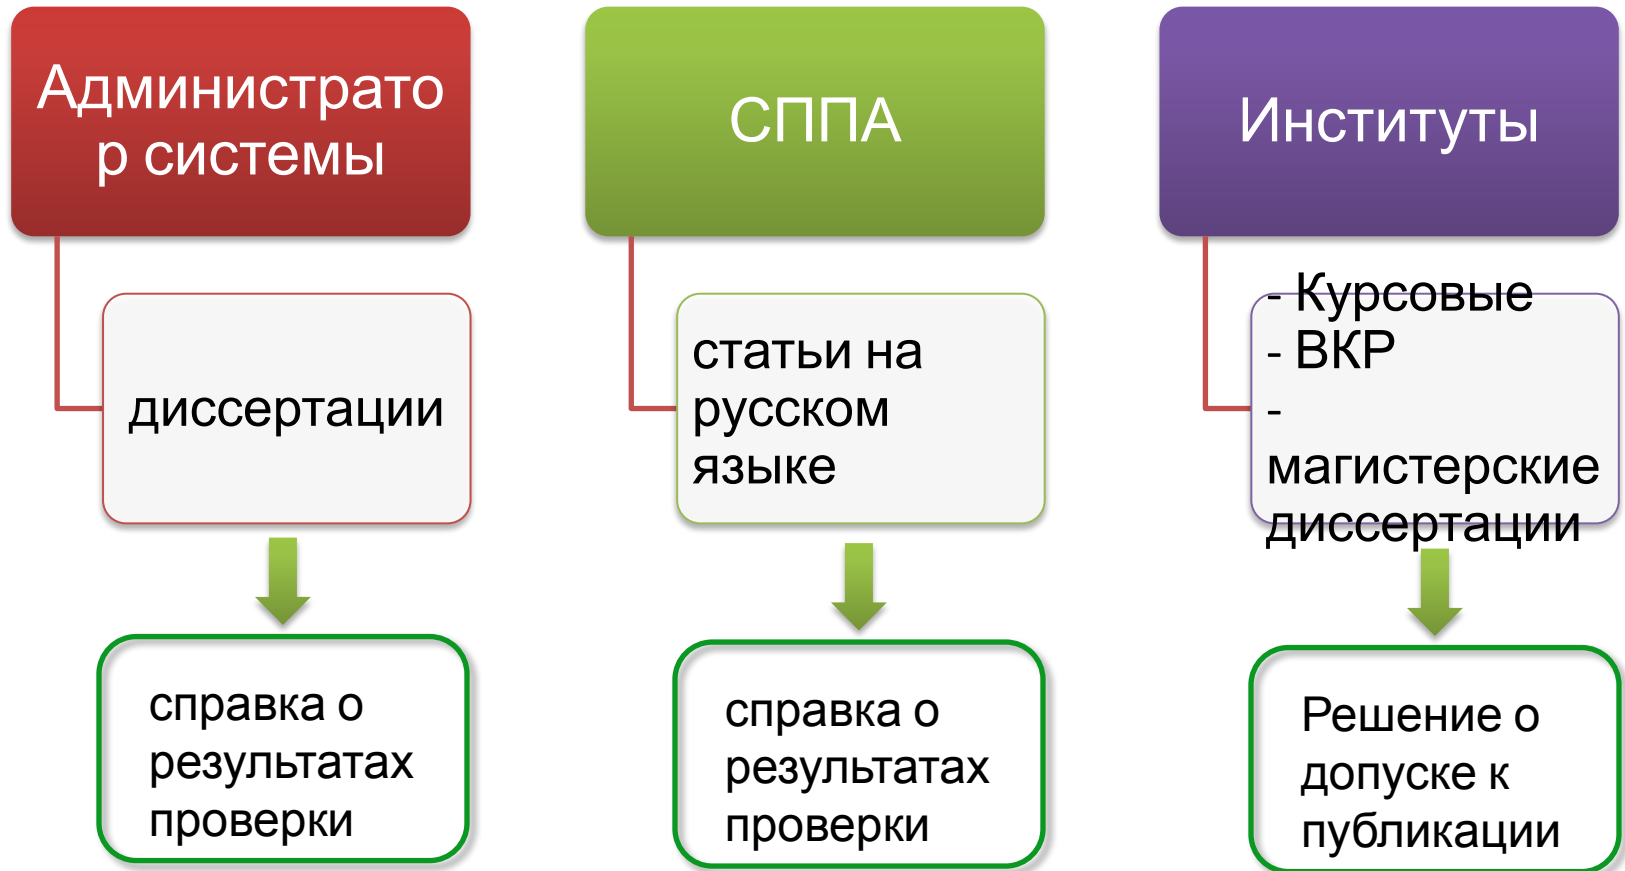 Администрато
р системы
диссертации
справка о
результатах
проверки
СППА
статьи на
русском
языке
справка о
результатах
проверки
Институты
- Курсовые
- ВКР
-
магистерские
диссертации
Решение о
допуске к
публикации